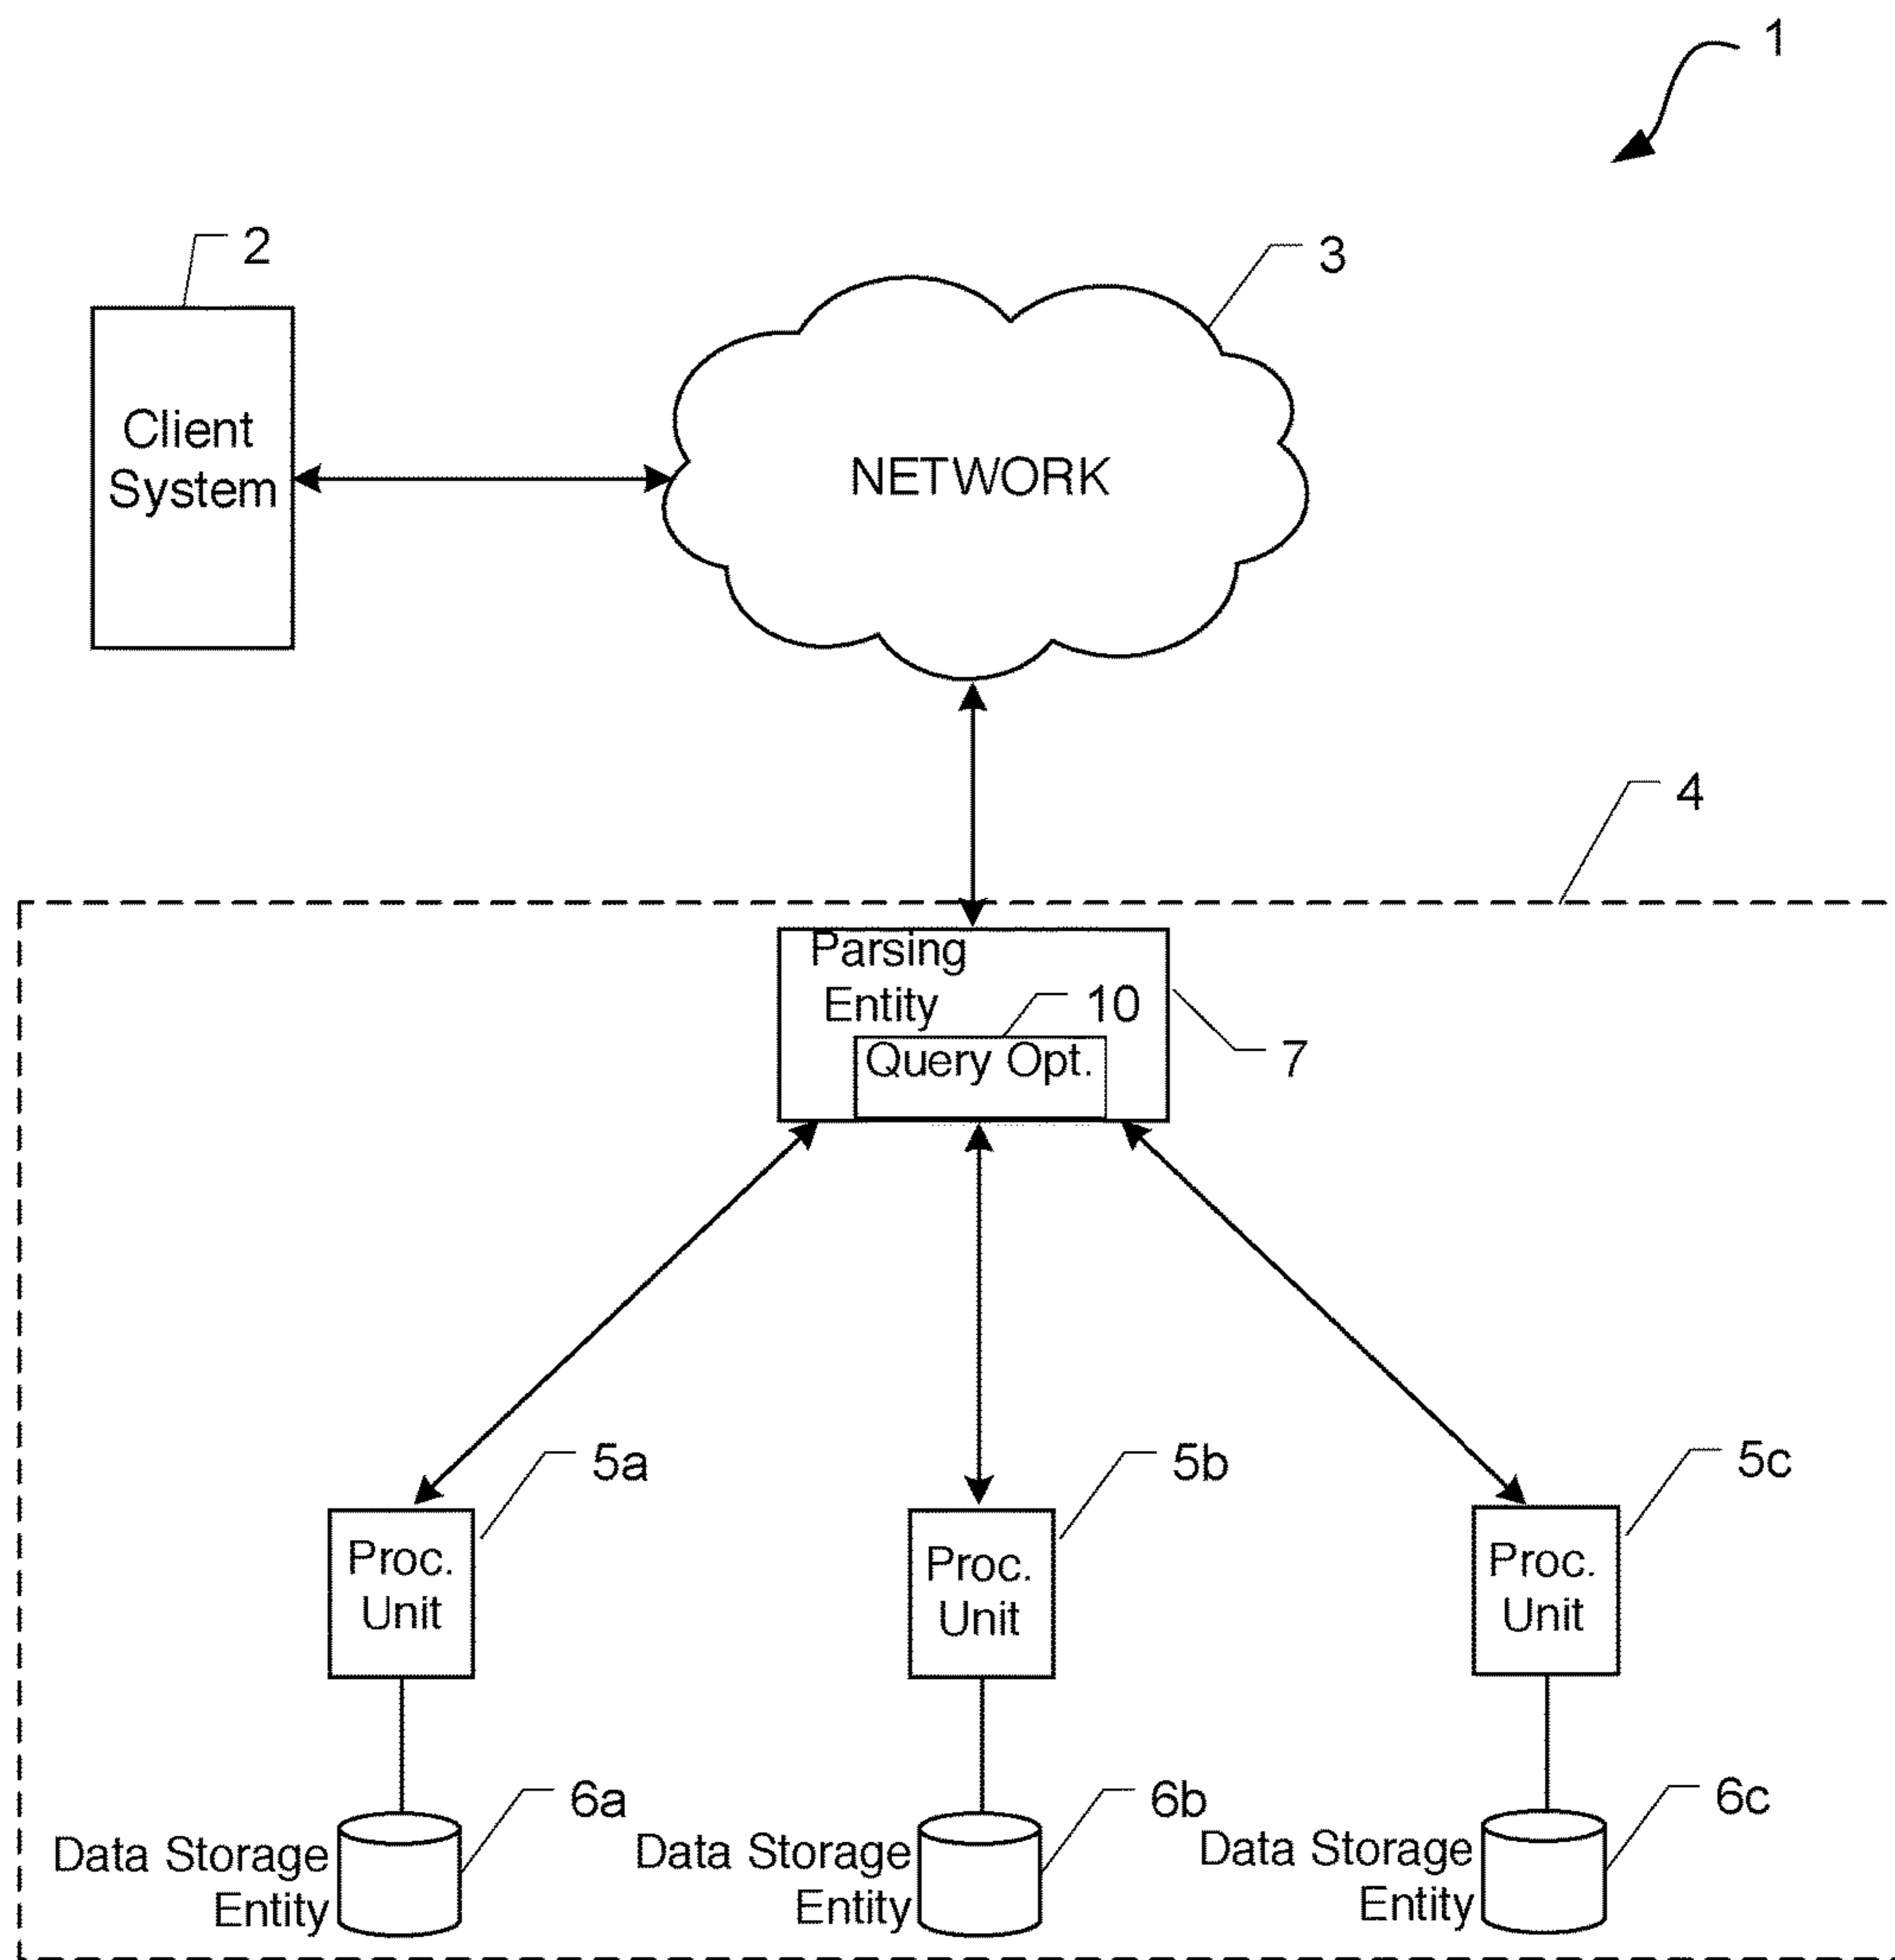 1
2
3
Client
System
NETWORK
4
Parsing
Entity
10
Query Opt.
7
5a
5b
5c
Proc.
Unit
Proc.
Unit
Proc.
Unit
6a
6b
6c
Data Storage
Entity
Data Storage
Entity
Data Storage
Entity